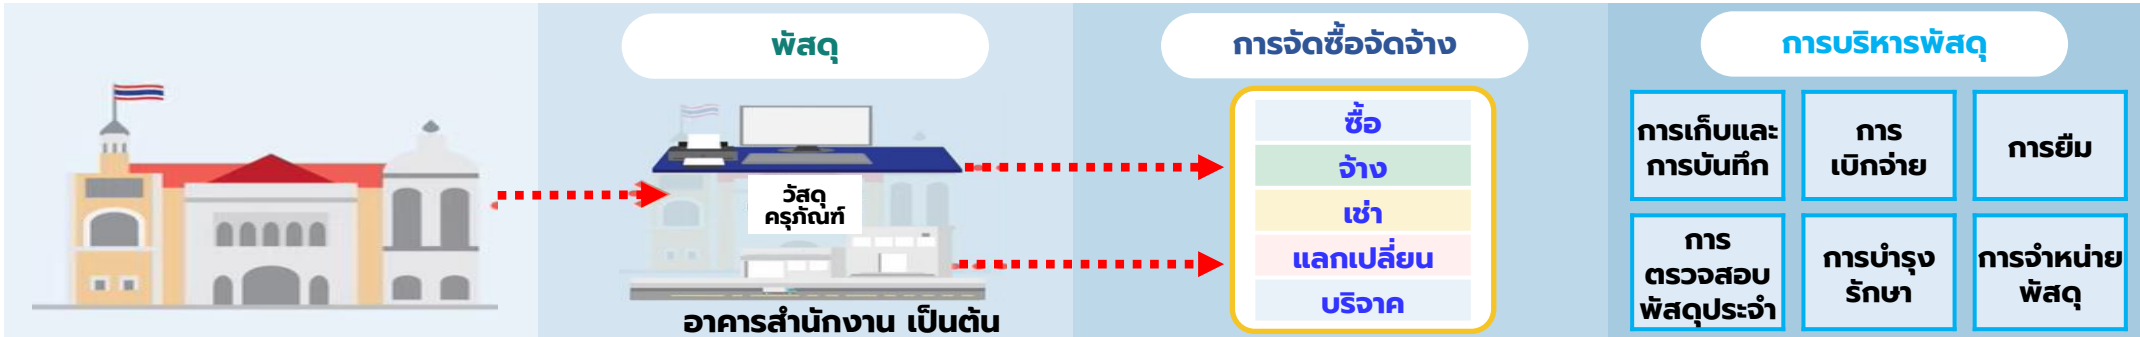 พัสดุ
วัสดุ
ครุภัณฑ์
อาคารสำนักงาน เป็นต้น
การจัดซื้อจัดจ้าง
ซื้อ
จ้าง
เช่า
แลกเปลี่ยน
บริจาค
การบริหารพัสดุ
การเก็บและ
การบันทึก
การ
เบิกจ่าย
การยืม
การ
ตรวจสอบ
พัสดุประจำ
การบำรุง
รักษา
การจำหน่าย
พัสดุ